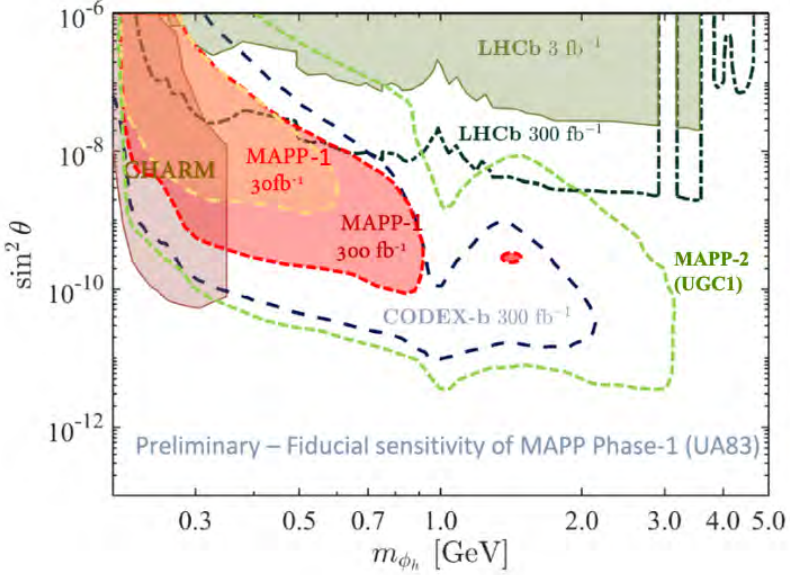 10⁻⁶
10⁻⁸
10⁻¹⁰
10⁻¹²
sin² θ
LHCb 3 fb⁻¹
LHCb 300 fb⁻¹
CHARM
MAPP-1
30fb⁻¹
MAPP-1
300 fb⁻¹
MAPP-2
(UGC1)
CODEX-b 300 fb⁻¹
Preliminary – Fiducial sensitivity of MAPP Phase-1 (UA83)
0.3 0.5 0.7 1.0 2.0 3.0 4.0 5.0
m_{ϕ_h} [GeV]